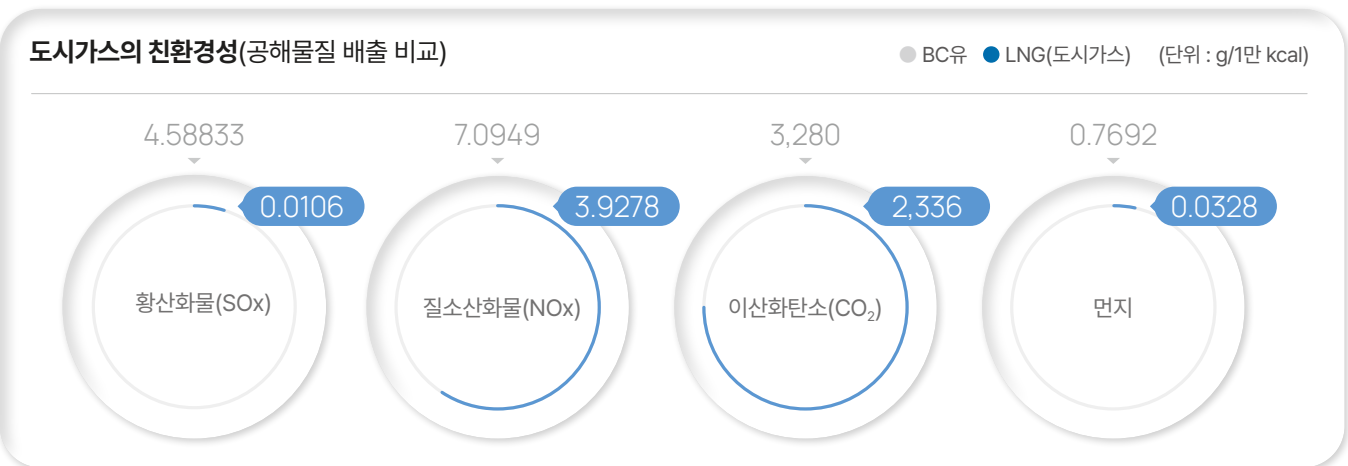 도시가스의 친환경성(공해물질 배출 비교)
BC유 LNG(도시가스) (단위 : g/1만 kcal)
4.58833 7.0949 3,280 0.7692
0.0106 3.9278 2,336 0.0328
황산화물(SOx) 질소산화물(NOx) 이산화탄소(CO₂) 먼지